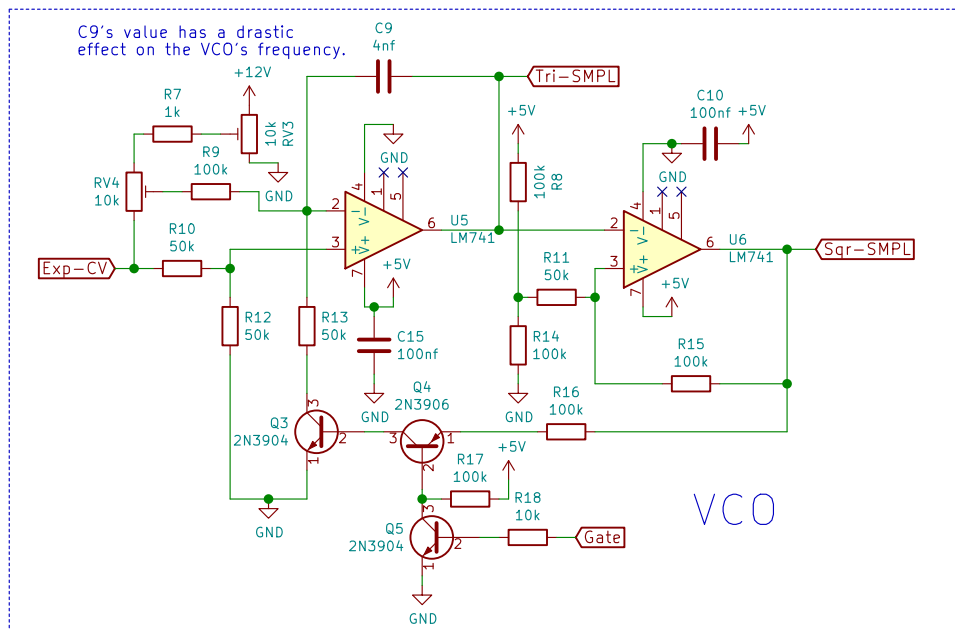 C9's value has a drastic
effect on the VCO's frequency.
C9
4nf
Tri-SMPL
+12V
R7
1k
10k
RV3
GND
R9
100k
RV4
10k
R10
50k
Exp-CV
GND
4
1
5
2
3
V-
V+
6
7
U5
LM741
+5V
+5V
100k
R8
C10
100nf
+5V
GND
4
1
5
2
3
V-
V+
6
7
U6
LM741
Sqr-SMPL
+5V
R11
50k
R12
50k
R13
50k
C15
100nf
GND
R14
100k
GND
R15
100k
R16
100k
Q4
2N3906
3
1
2
Q3
2N3904
3
2
1
GND
R17
100k
+5V
R18
10k
Gate
Q5
2N3904
3
2
1
GND
VCO